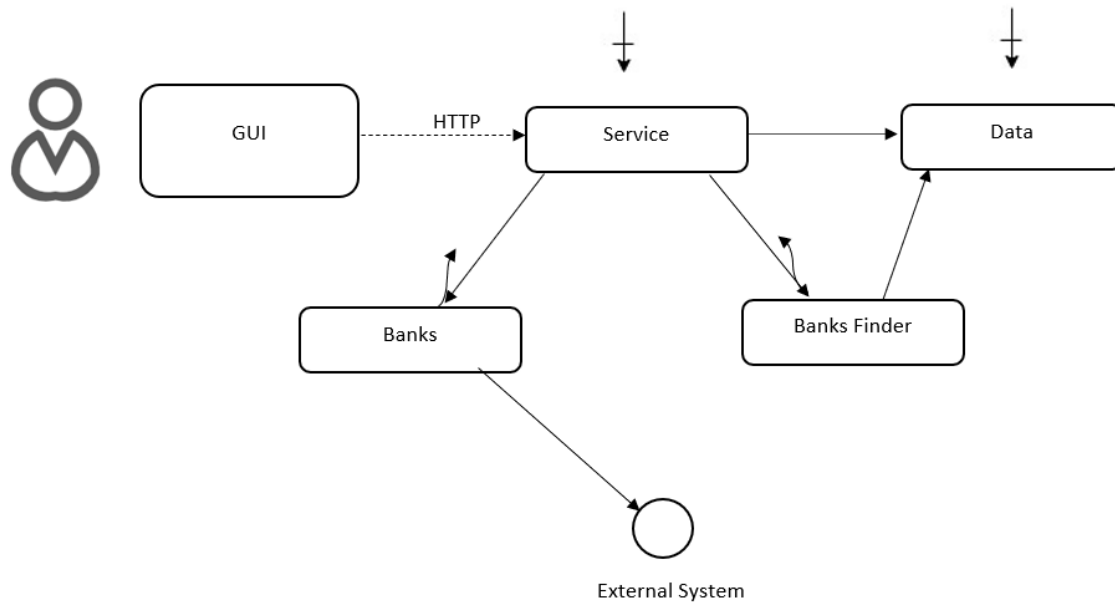 GUI
HTTP
Service
Data
Banks
Banks Finder
External System